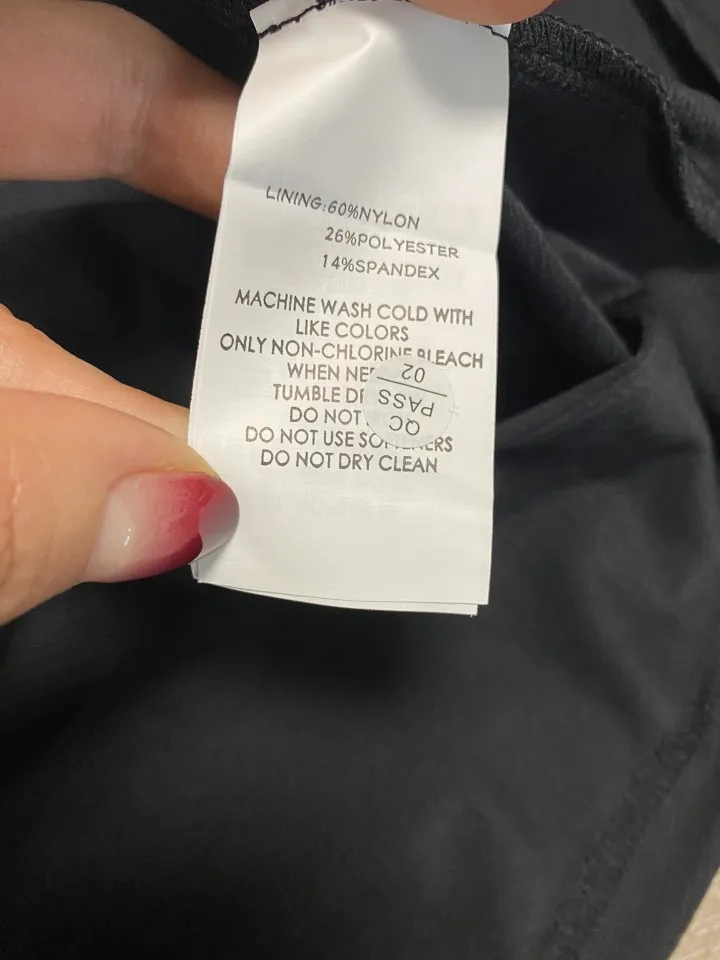 LINING:60%NYLON
26%POLYESTER
14%SPANDEX
MACHINE WASH COLD WITH
LIKE COLORS
ONLY NON-CHLORINE BLEACH
WHEN
TUMBLE
DO NOT
DO NOT USE SOFTENERS
DO NOT DRY CLEAN
QC
PASS
02